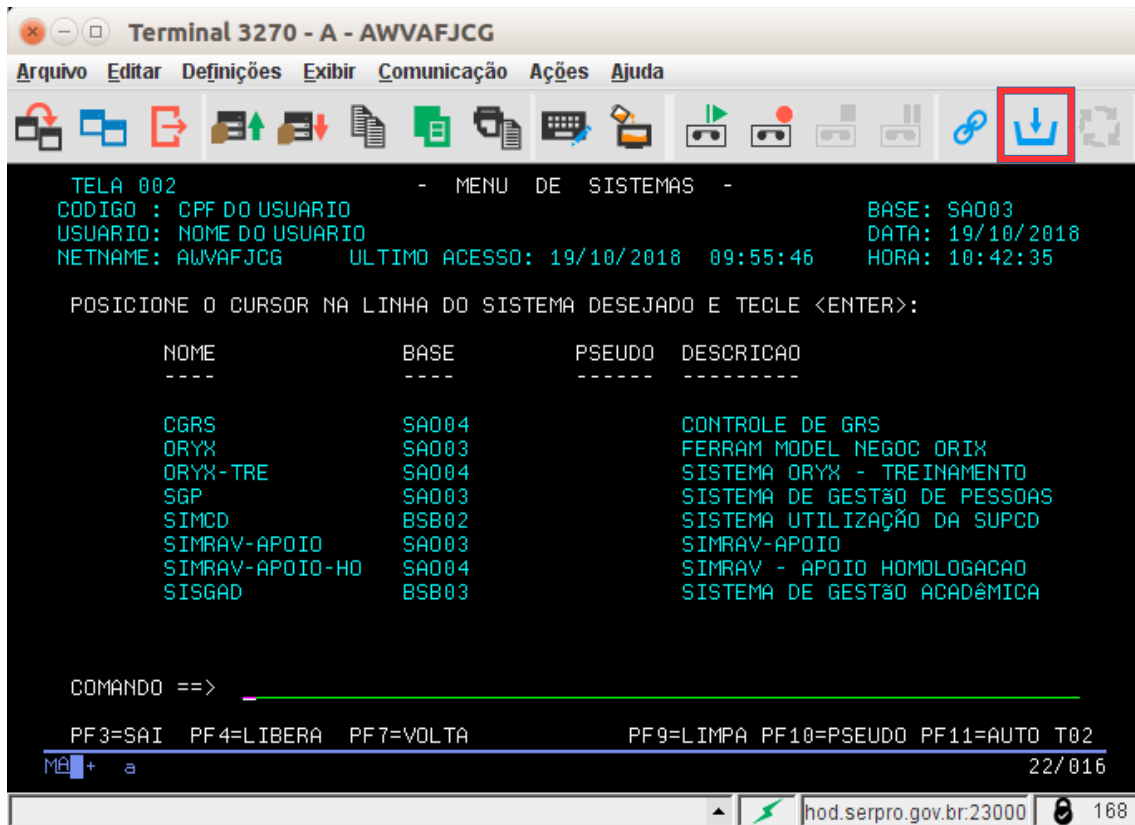 Terminal 3270 - A - AWVAFJCG
Arquivo Editar Definições Exibir Comunicação Ações Ajuda
TELA 002 - MENU DE SISTEMAS -
CODIGO : CPF DO USUARIO BASE: SAO03
USUARIO: NOME DO USUARIO DATA: 19/10/2018
NETNAME: AWVAFJCG ULTIMO ACESSO: 19/10/2018 09:55:46 HORA: 10:42:35
POSICIONE O CURSOR NA LINHA DO SISTEMA DESEJADO E TECLE <ENTER>:
NOME BASE PSEUDO DESCRICAO
---- ---- ------ ---------
CGRS SAO04 CONTROLE DE GRS
ORYX SAO03 FERRAM MODEL NEGOC ORIX
ORYX-TRE SAO04 SISTEMA ORYX - TREINAMENTO
SGP SAO03 SISTEMA DE GESTãO DE PESSOAS
SIMCD BSB02 SISTEMA UTILIZAÇÃO DA SUPCD
SIMRAV-APOIO SAO03 SIMRAV-APOIO
SIMRAV-APOIO-HO SAO04 SIMRAV - APOIO HOMOLOGACAO
SISGAD BSB03 SISTEMA DE GESTãO ACADêMICA
COMANDO ==>
PF3=SAI PF4=LIBERA PF7=VOLTA PF9=LIMPA PF10=PSEUDO PF11=AUTO T02
MA + a 22/016
hod.serpro.gov.br:23000 168